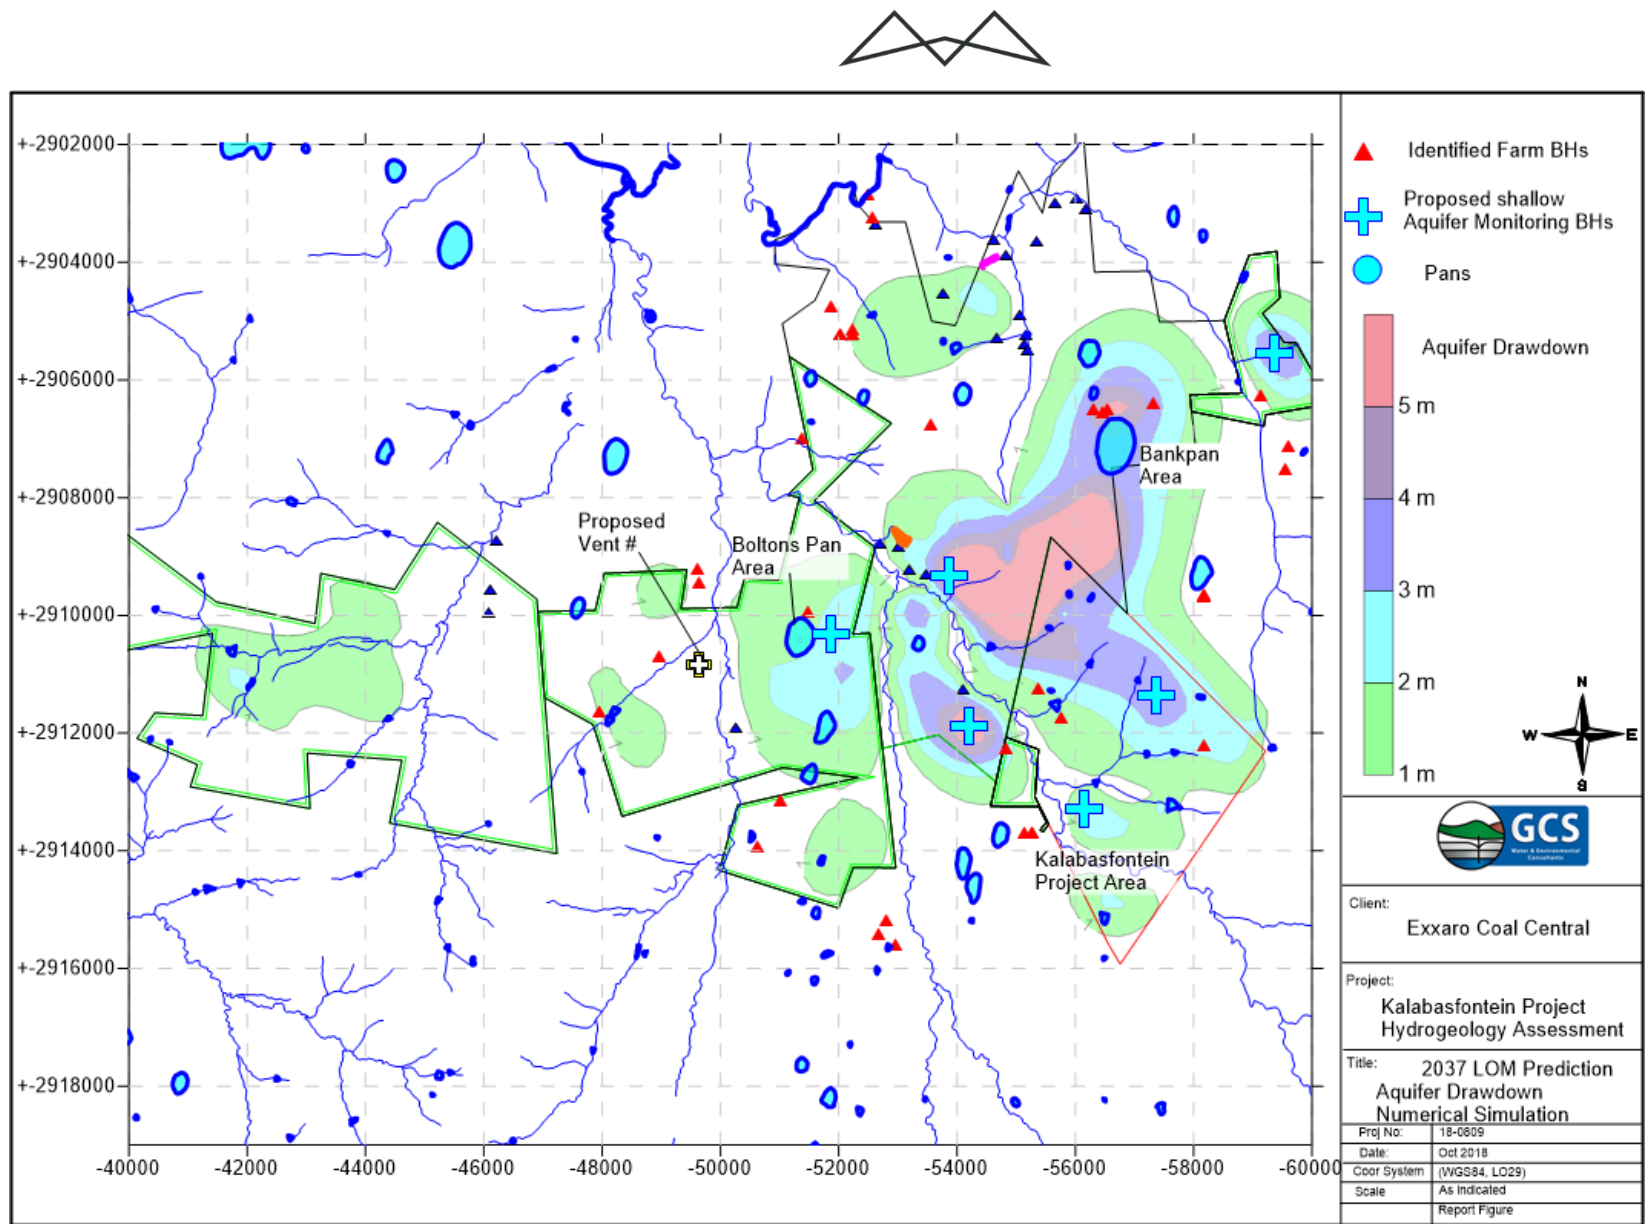 +-2902000
+-2904000
+-2906000
+-2908000
+-2910000
+-2912000
+-2914000
+-2916000
+-2918000
-40000
-42000
-44000
-46000
-48000
-50000
-52000
-54000
-56000
-58000
-60000
Proposed
Vent #
Boltons Pan
Area
Bankpan
Area
Kalabasfontein
Project Area
Identified Farm BHs
Proposed shallow
Aquifer Monitoring BHs
Pans
Aquifer Drawdown
5 m
4 m
3 m
2 m
1 m
N
W
E
S
GCS
Water & Environmental
Consultants
Client:
Exxaro Coal Central
Project:
Kalabasfontein Project
Hydrogeology Assessment
Title:
2037 LOM Prediction
Aquifer Drawdown
Numerical Simulation
Proj No:
18-0809
Date:
Oct 2018
Coor System
(WGS84, LO29)
Scale
As Indicated
Report Figure